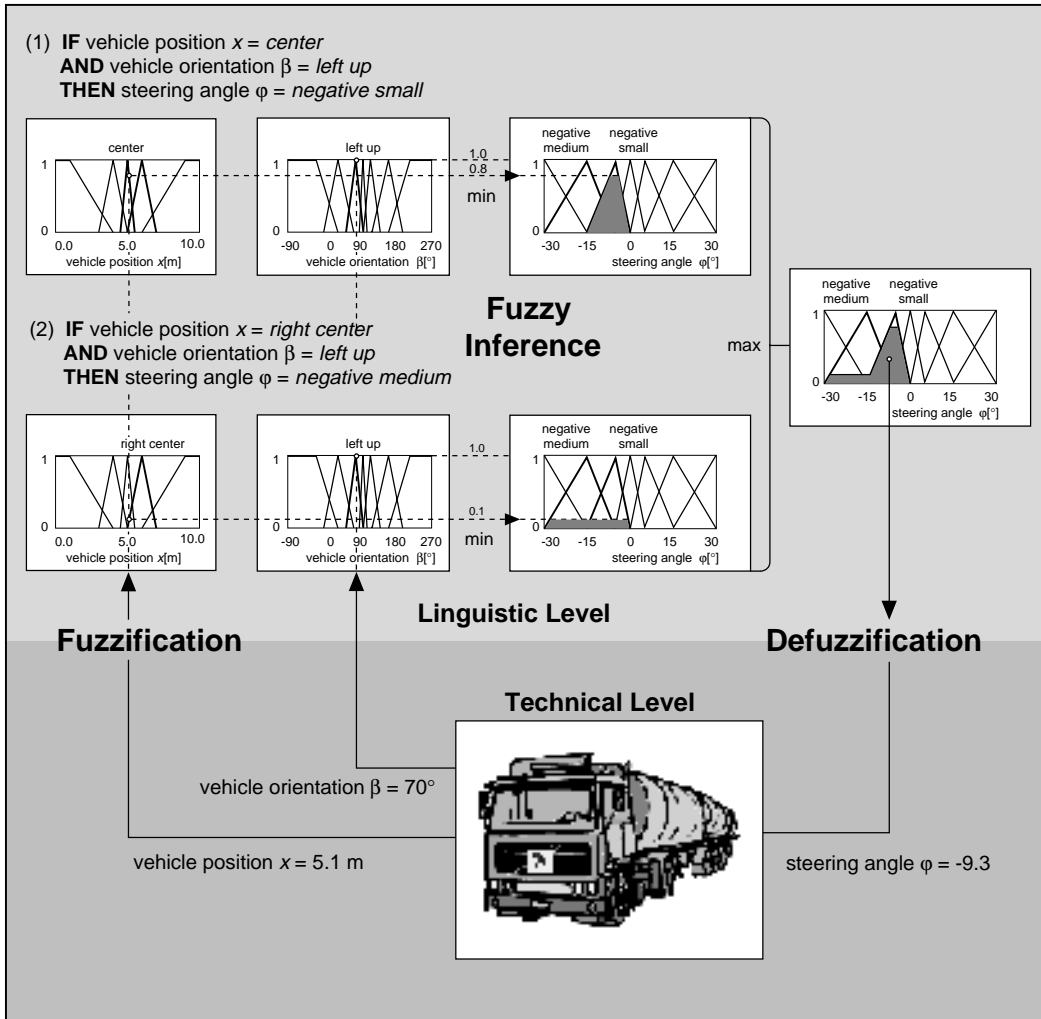 (1) IF vehicle position x = center
AND vehicle orientation β = left up
THEN steering angle φ = negative small
center
1
0
0.0 5.0 10.0
vehicle position x[m]
left up
1
0
-90 0 90 180 270
vehicle orientation β[°]
1.0
0.8
min
negative medium
negative small
1
0
-30 -15 0 15 30
steering angle φ[°]
Fuzzy
Inference
(2) IF vehicle position x = right center
AND vehicle orientation β = left up
THEN steering angle φ = negative medium
right center
1
0
0.0 5.0 10.0
vehicle position x[m]
left up
1
0
-90 0 90 180 270
vehicle orientation β[°]
1.0
0.1
min
negative medium
negative small
1
0
-30 -15 0 15 30
steering angle φ[°]
max
negative medium
negative small
1
0
-30 -15 0 15 30
steering angle φ[°]
Linguistic Level
Fuzzification
Defuzzification
Technical Level
vehicle orientation β = 70°
vehicle position x = 5.1 m
steering angle φ = -9.3